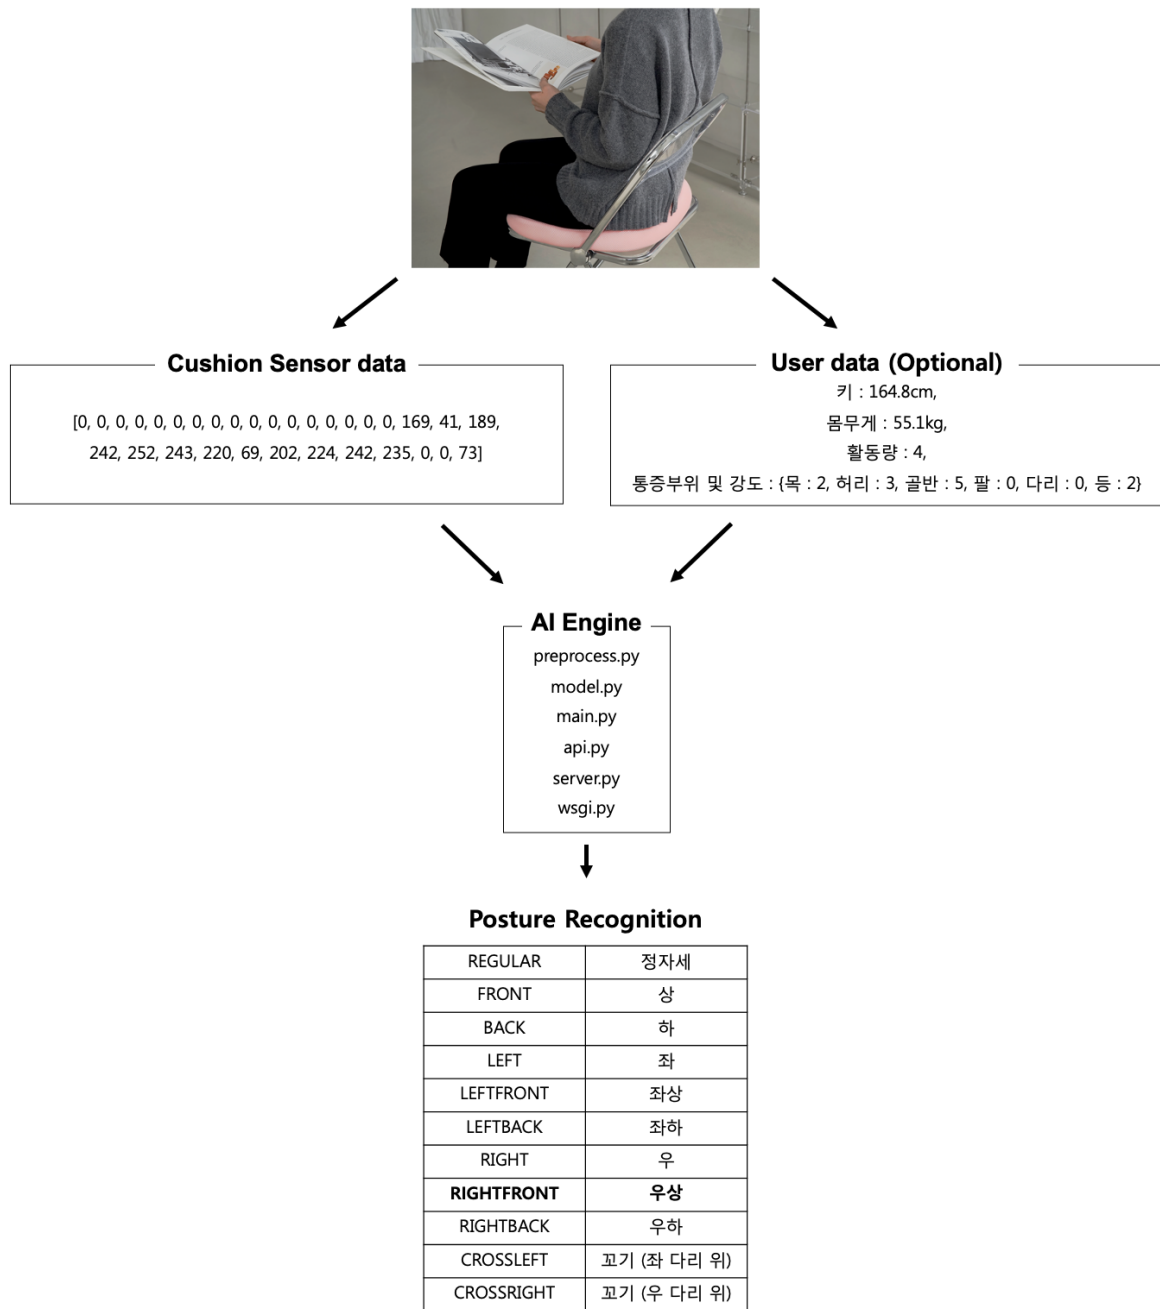 Cushion Sensor data
[0, 0, 0, 0, 0, 0, 0, 0, 0, 0, 0, 0, 0, 0, 0, 0, 0, 169, 41, 189,
242, 252, 243, 220, 69, 202, 224, 242, 235, 0, 0, 73]
User data (Optional)
키 : 164.8cm,
몸무게 : 55.1kg,
활동량 : 4,
통증부위 및 강도 : {목 : 2, 허리 : 3, 골반 : 5, 팔 : 0, 다리 : 0, 등 : 2}
AI Engine
preprocess.py
model.py
main.py
api.py
server.py
wsgi.py
Posture Recognition
REGULAR 정자세
FRONT 상
BACK 하
LEFT 좌
LEFTFRONT 좌상
LEFTBACK 좌하
RIGHT 우
RIGHTFRONT 우상
RIGHTBACK 우하
CROSSLEFT 꼬기 (좌 다리 위)
CROSSRIGHT 꼬기 (우 다리 위)